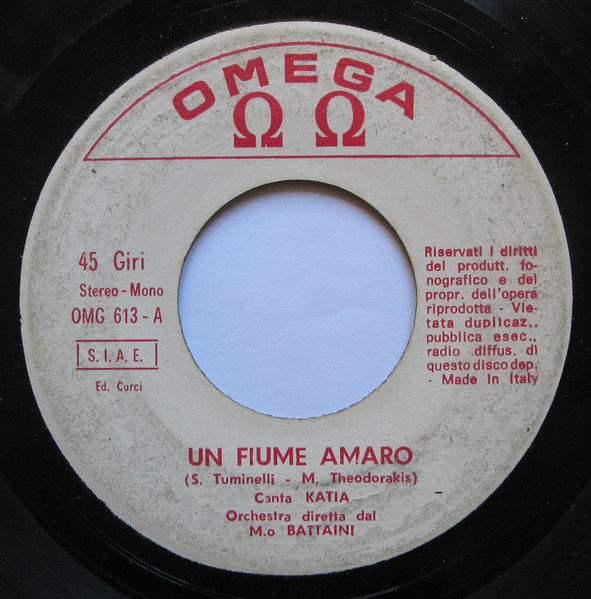 OMEGA
Ω Ω
45 Giri
Stereo - Mono
OMG 613 - A
S. I. A. E.
Ed. Curci
Riservati i diritti
del produtt. fo-
nografico e del
propr. dell'opera
riprodotta - Vie-
tata duplicaz.,
pubblica esec.,
radio diffus. di
questo disco dep.
- Made in Italy
UN FIUME AMARO
(S. Tuminelli - M. Theodorakis)
Canta KATIA
Orchestra diretta dal
M.o BATTAINI